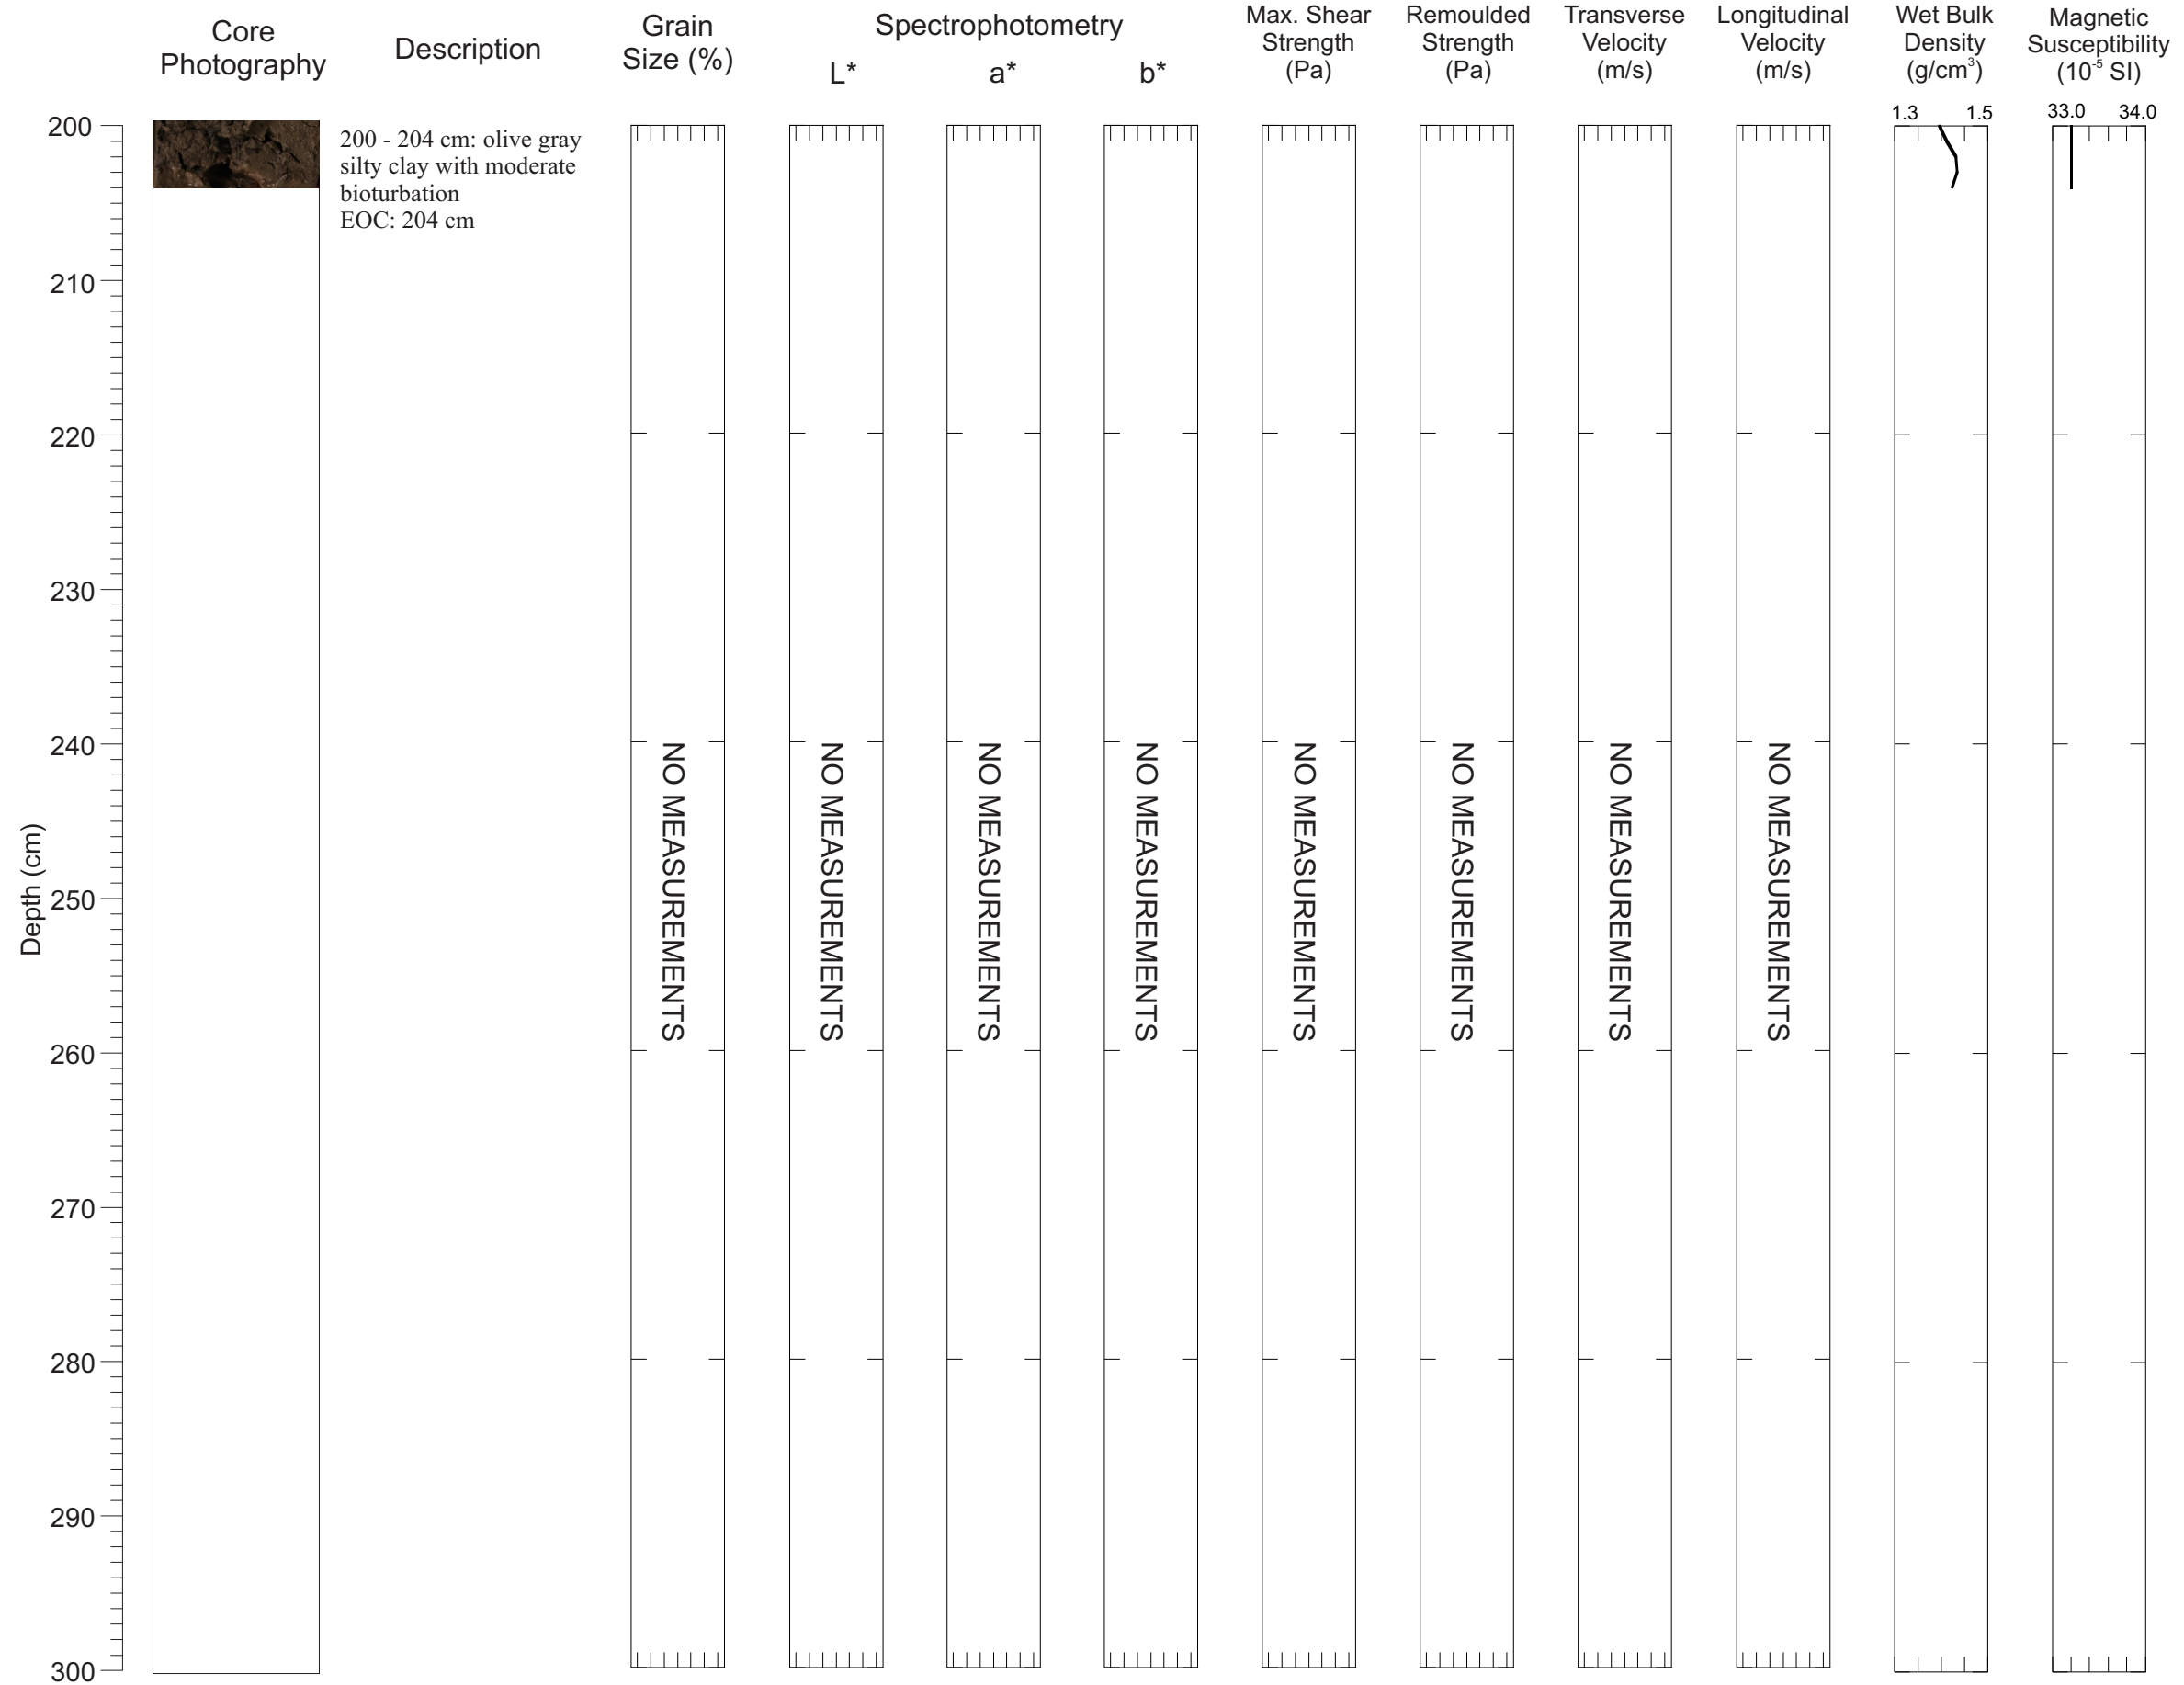 Core
Photography
Description
Grain
Size (%)
Spectrophotometry
L*
a*
b*
Max. Shear
Strength
(Pa)
Remoulded
Strength
(Pa)
Transverse
Velocity
(m/s)
Longitudinal
Velocity
(m/s)
Wet Bulk
Density
(g/cm³)
Magnetic
Susceptibility
(10⁻⁵ SI)
1.3 1.5
33.0 34.0
200 - 204 cm: olive gray
silty clay with moderate
bioturbation
EOC: 204 cm
Depth (cm)
200
210
220
230
240
250
260
270
280
290
300
NO MEASUREMENTS
NO MEASUREMENTS
NO MEASUREMENTS
NO MEASUREMENTS
NO MEASUREMENTS
NO MEASUREMENTS
NO MEASUREMENTS
NO MEASUREMENTS